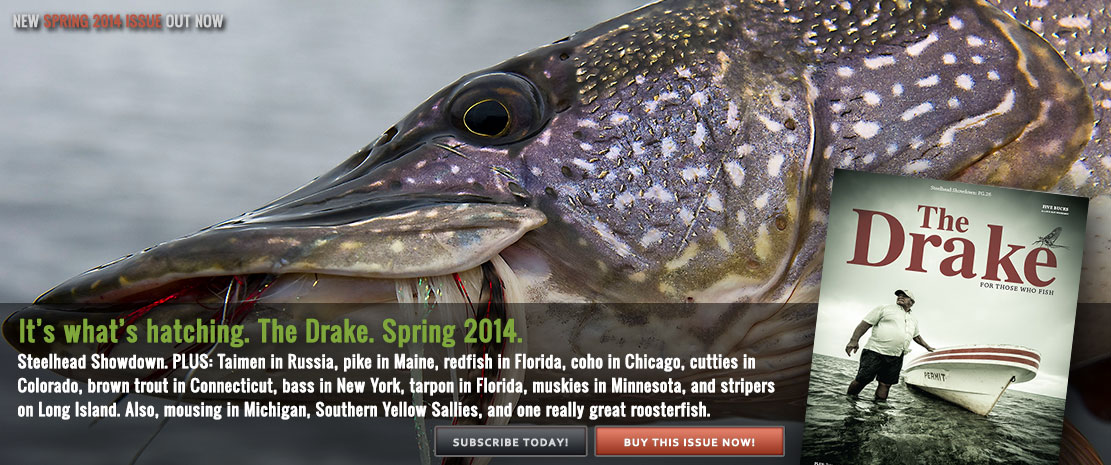 NEW SPRING 2014 ISSUE OUT NOW
It's what's hatching. The Drake. Spring 2014.
Steelhead Showdown. PLUS: Taimen in Russia, pike in Maine, redfish in Florida, coho in Chicago, cutties in
Colorado, brown trout in Connecticut, bass in New York, tarpon in Florida, muskies in Minnesota, and stripers
on Long Island. Also, mousing in Michigan, Southern Yellow Sallies, and one really great roosterfish.
SUBSCRIBE TODAY!
BUY THIS ISSUE NOW!
Steelhead Showdown: PG.28
FIVE BUCKS
The
Drake
FOR THOSE WHO FISH
PERMIT